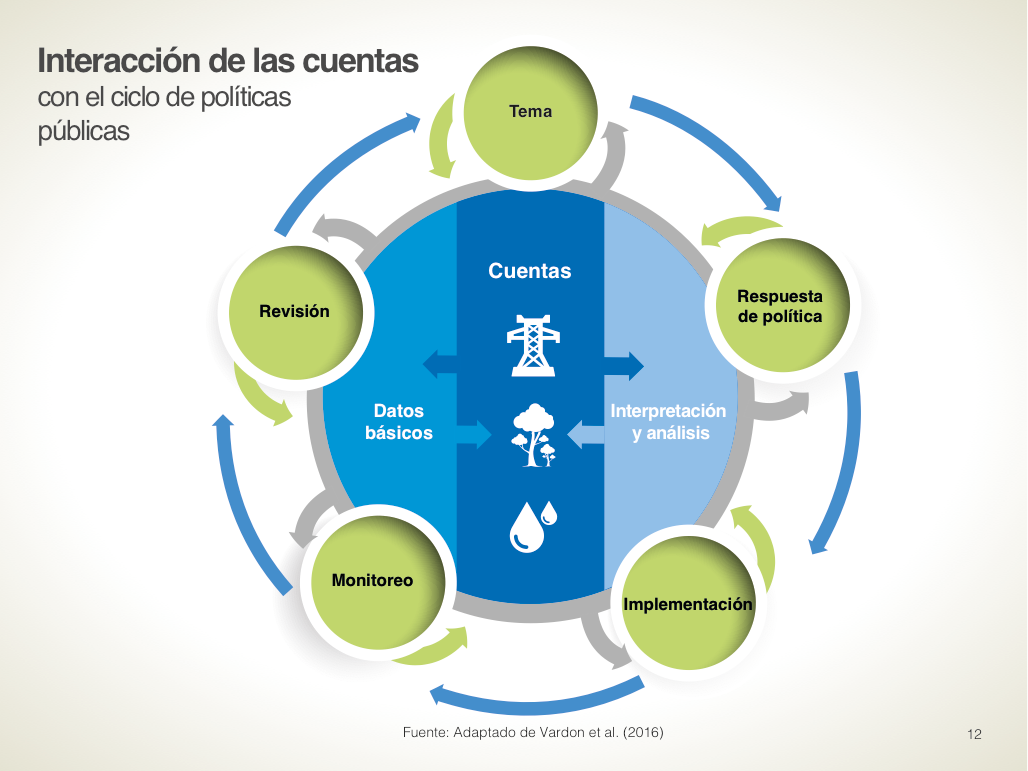 Interacción de las cuentas
con el ciclo de políticas
públicas
Tema
Cuentas
Revisión
Respuesta
de política
Datos
básicos
Interpretación
y análisis
Monitoreo
Implementación
Fuente: Adaptado de Vardon et al. (2016)
12